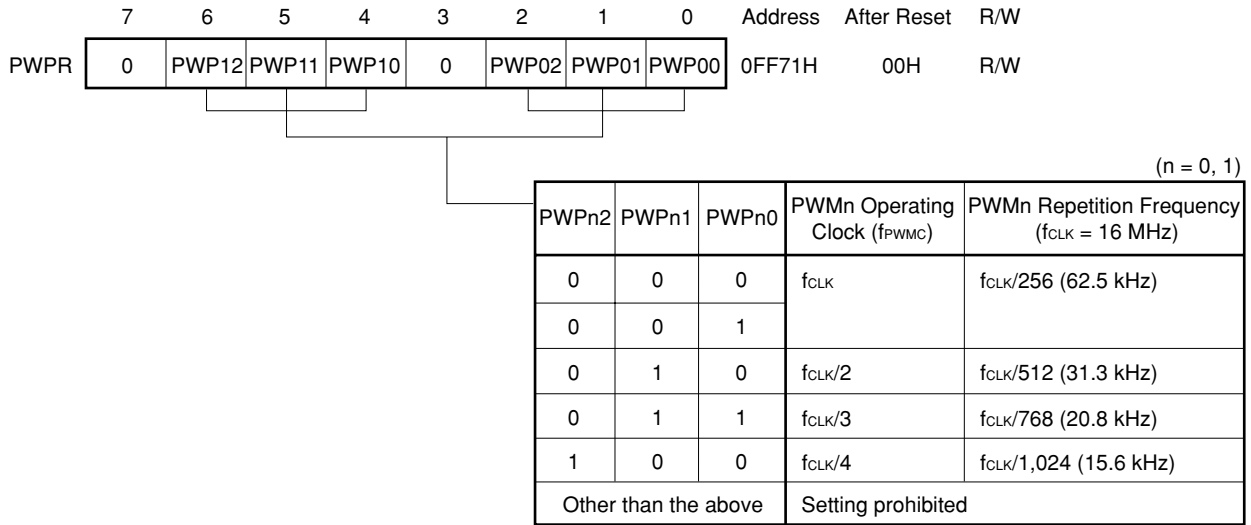 7 6 5 4 3 2 1 0 Address After Reset R/W
PWPR 0 PWP12 PWP11 PWP10 0 PWP02 PWP01 PWP00 0FF71H 00H R/W
(n = 0, 1)
PWPn2 PWPn1 PWPn0 PWMn Operating Clock (fPWMC) PWMn Repetition Frequency (fCLK = 16 MHz)
0 0 0 fCLK fCLK/256 (62.5 kHz)
0 0 1
0 1 0 fCLK/2 fCLK/512 (31.3 kHz)
0 1 1 fCLK/3 fCLK/768 (20.8 kHz)
1 0 0 fCLK/4 fCLK/1,024 (15.6 kHz)
Other than the above Setting prohibited